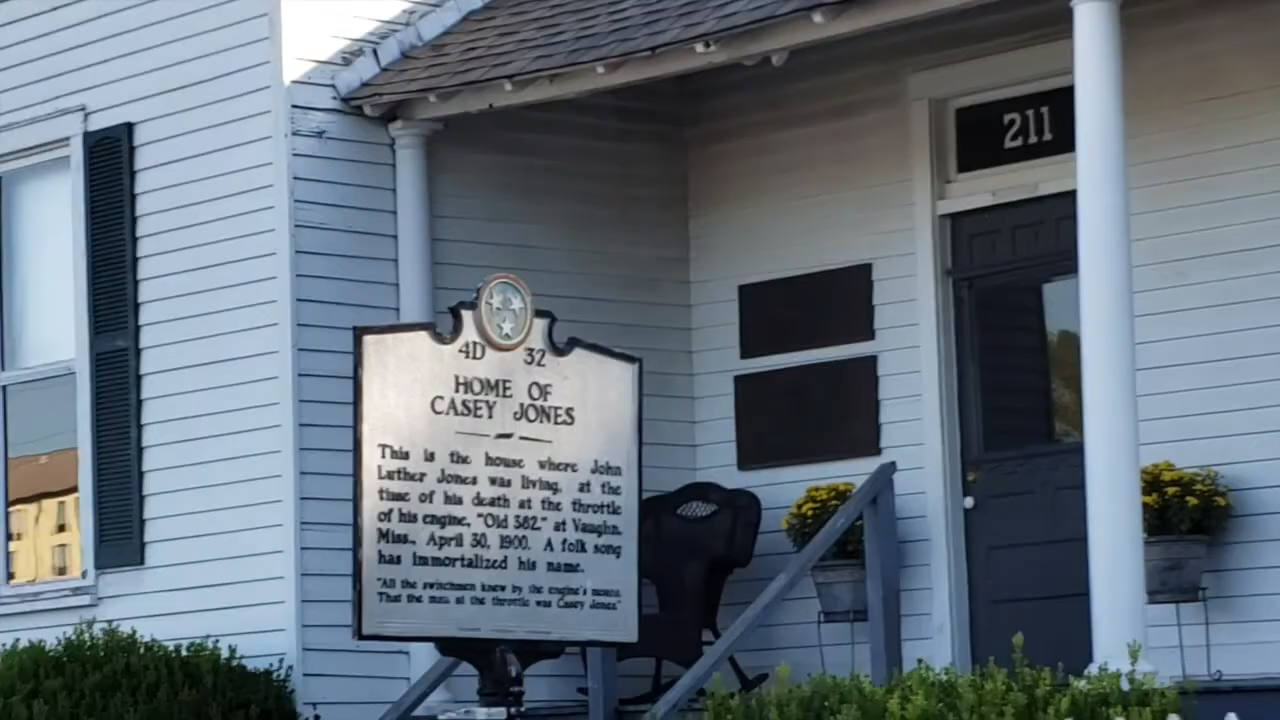 211
4D 32
HOME OF
CASEY JONES
This is the house where John
Luther Jones was living, at the
time of his death at the throttle
of his engine, "Old 382," at Vaughn,
Miss., April 30, 1900. A folk song
has immortalized his name.
"All the switchmen knew by the engine's moans,
That the man at the throttle was Casey Jones"